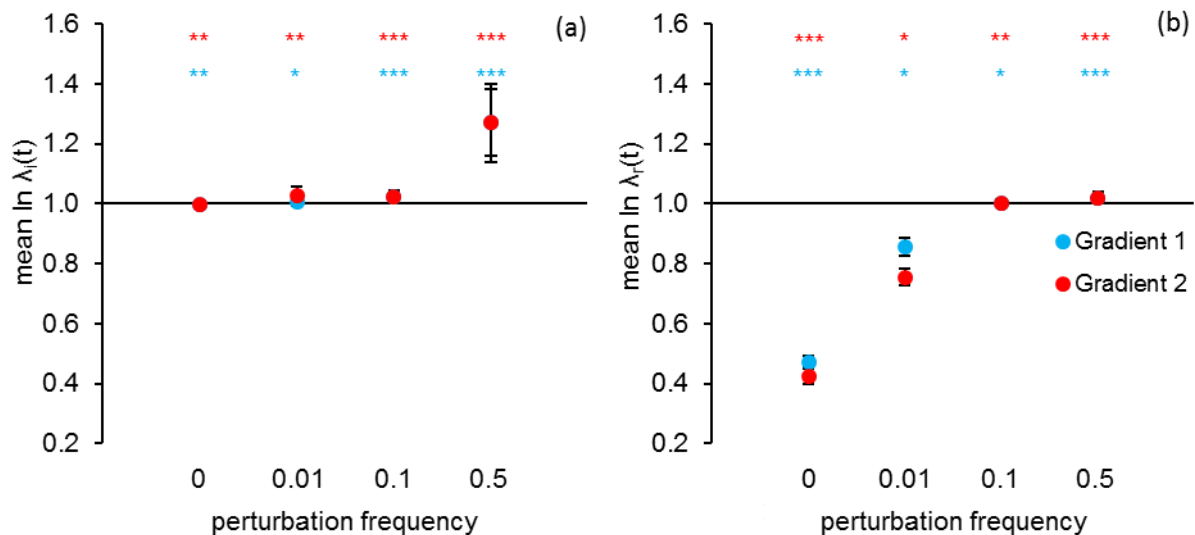 (a)
1.6
1.4
1.2
1.0
0.8
0.6
0.4
0.2
mean ln λi(t)
** ** *** ***
** * *** ***
0 0.01 0.1 0.5
perturbation frequency
(b)
1.6
1.4
1.2
1.0
0.8
0.6
0.4
0.2
mean ln λr(t)
*** * ** ***
*** * * ***
Gradient 1
Gradient 2
0 0.01 0.1 0.5
perturbation frequency